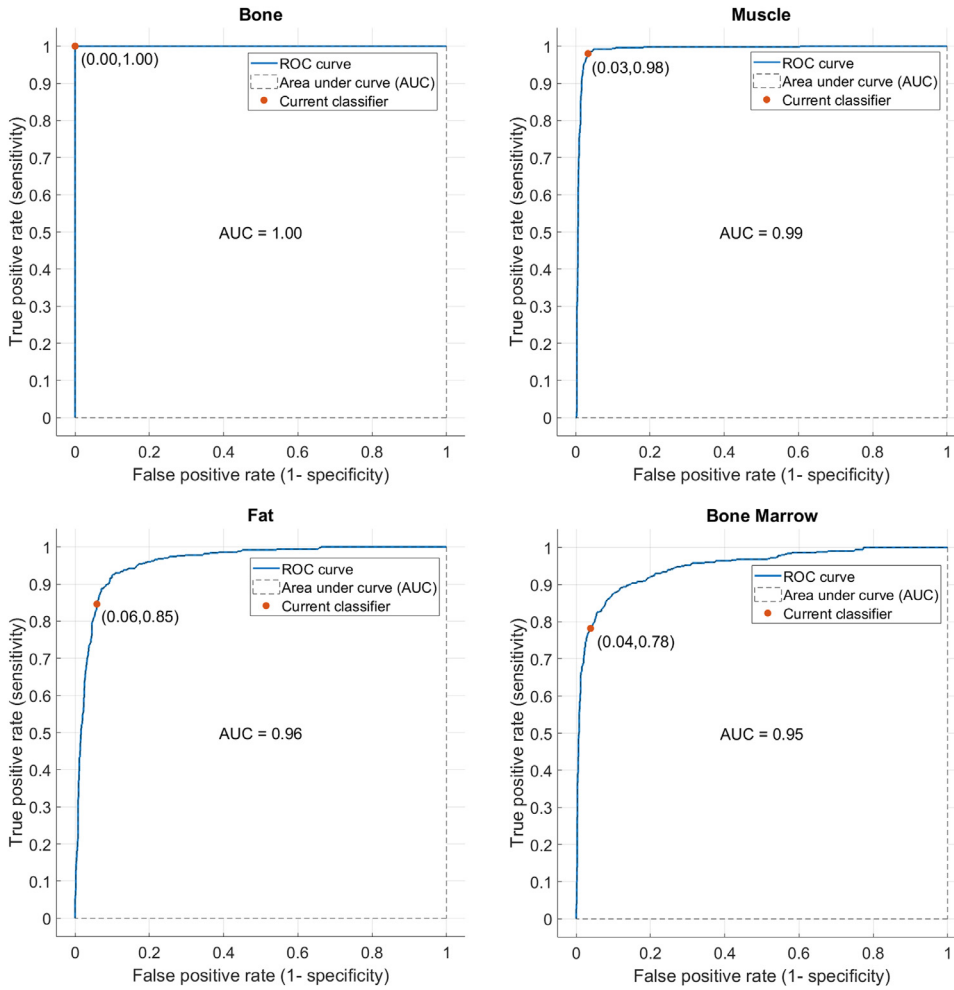 Bone
1
0.9
0.8
0.7
0.6
0.5
0.4
0.3
0.2
0.1
0
True positive rate (sensitivity)
(0.00,1.00)
ROC curve
Area under curve (AUC)
Current classifier
AUC = 1.00
0 0.2 0.4 0.6 0.8 1
False positive rate (1- specificity)
Muscle
1
0.9
0.8
0.7
0.6
0.5
0.4
0.3
0.2
0.1
0
True positive rate (sensitivity)
(0.03,0.98)
ROC curve
Area under curve (AUC)
Current classifier
AUC = 0.99
0 0.2 0.4 0.6 0.8 1
False positive rate (1- specificity)
Fat
1
0.9
0.8
0.7
0.6
0.5
0.4
0.3
0.2
0.1
0
True positive rate (sensitivity)
(0.06,0.85)
ROC curve
Area under curve (AUC)
Current classifier
AUC = 0.96
0 0.2 0.4 0.6 0.8 1
False positive rate (1- specificity)
Bone Marrow
1
0.9
0.8
0.7
0.6
0.5
0.4
0.3
0.2
0.1
0
True positive rate (sensitivity)
(0.04,0.78)
ROC curve
Area under curve (AUC)
Current classifier
AUC = 0.95
0 0.2 0.4 0.6 0.8 1
False positive rate (1- specificity)